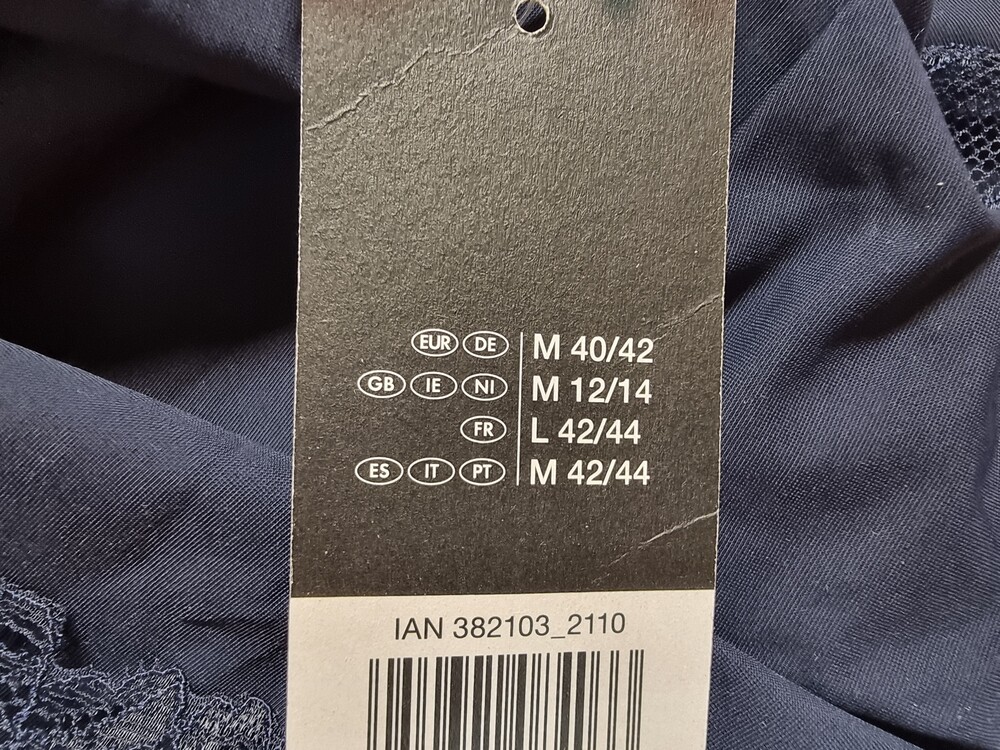 EUR DE M 40/42
GB IE NI M 12/14
FR L 42/44
ES IT PT M 42/44
IAN 382103_2110